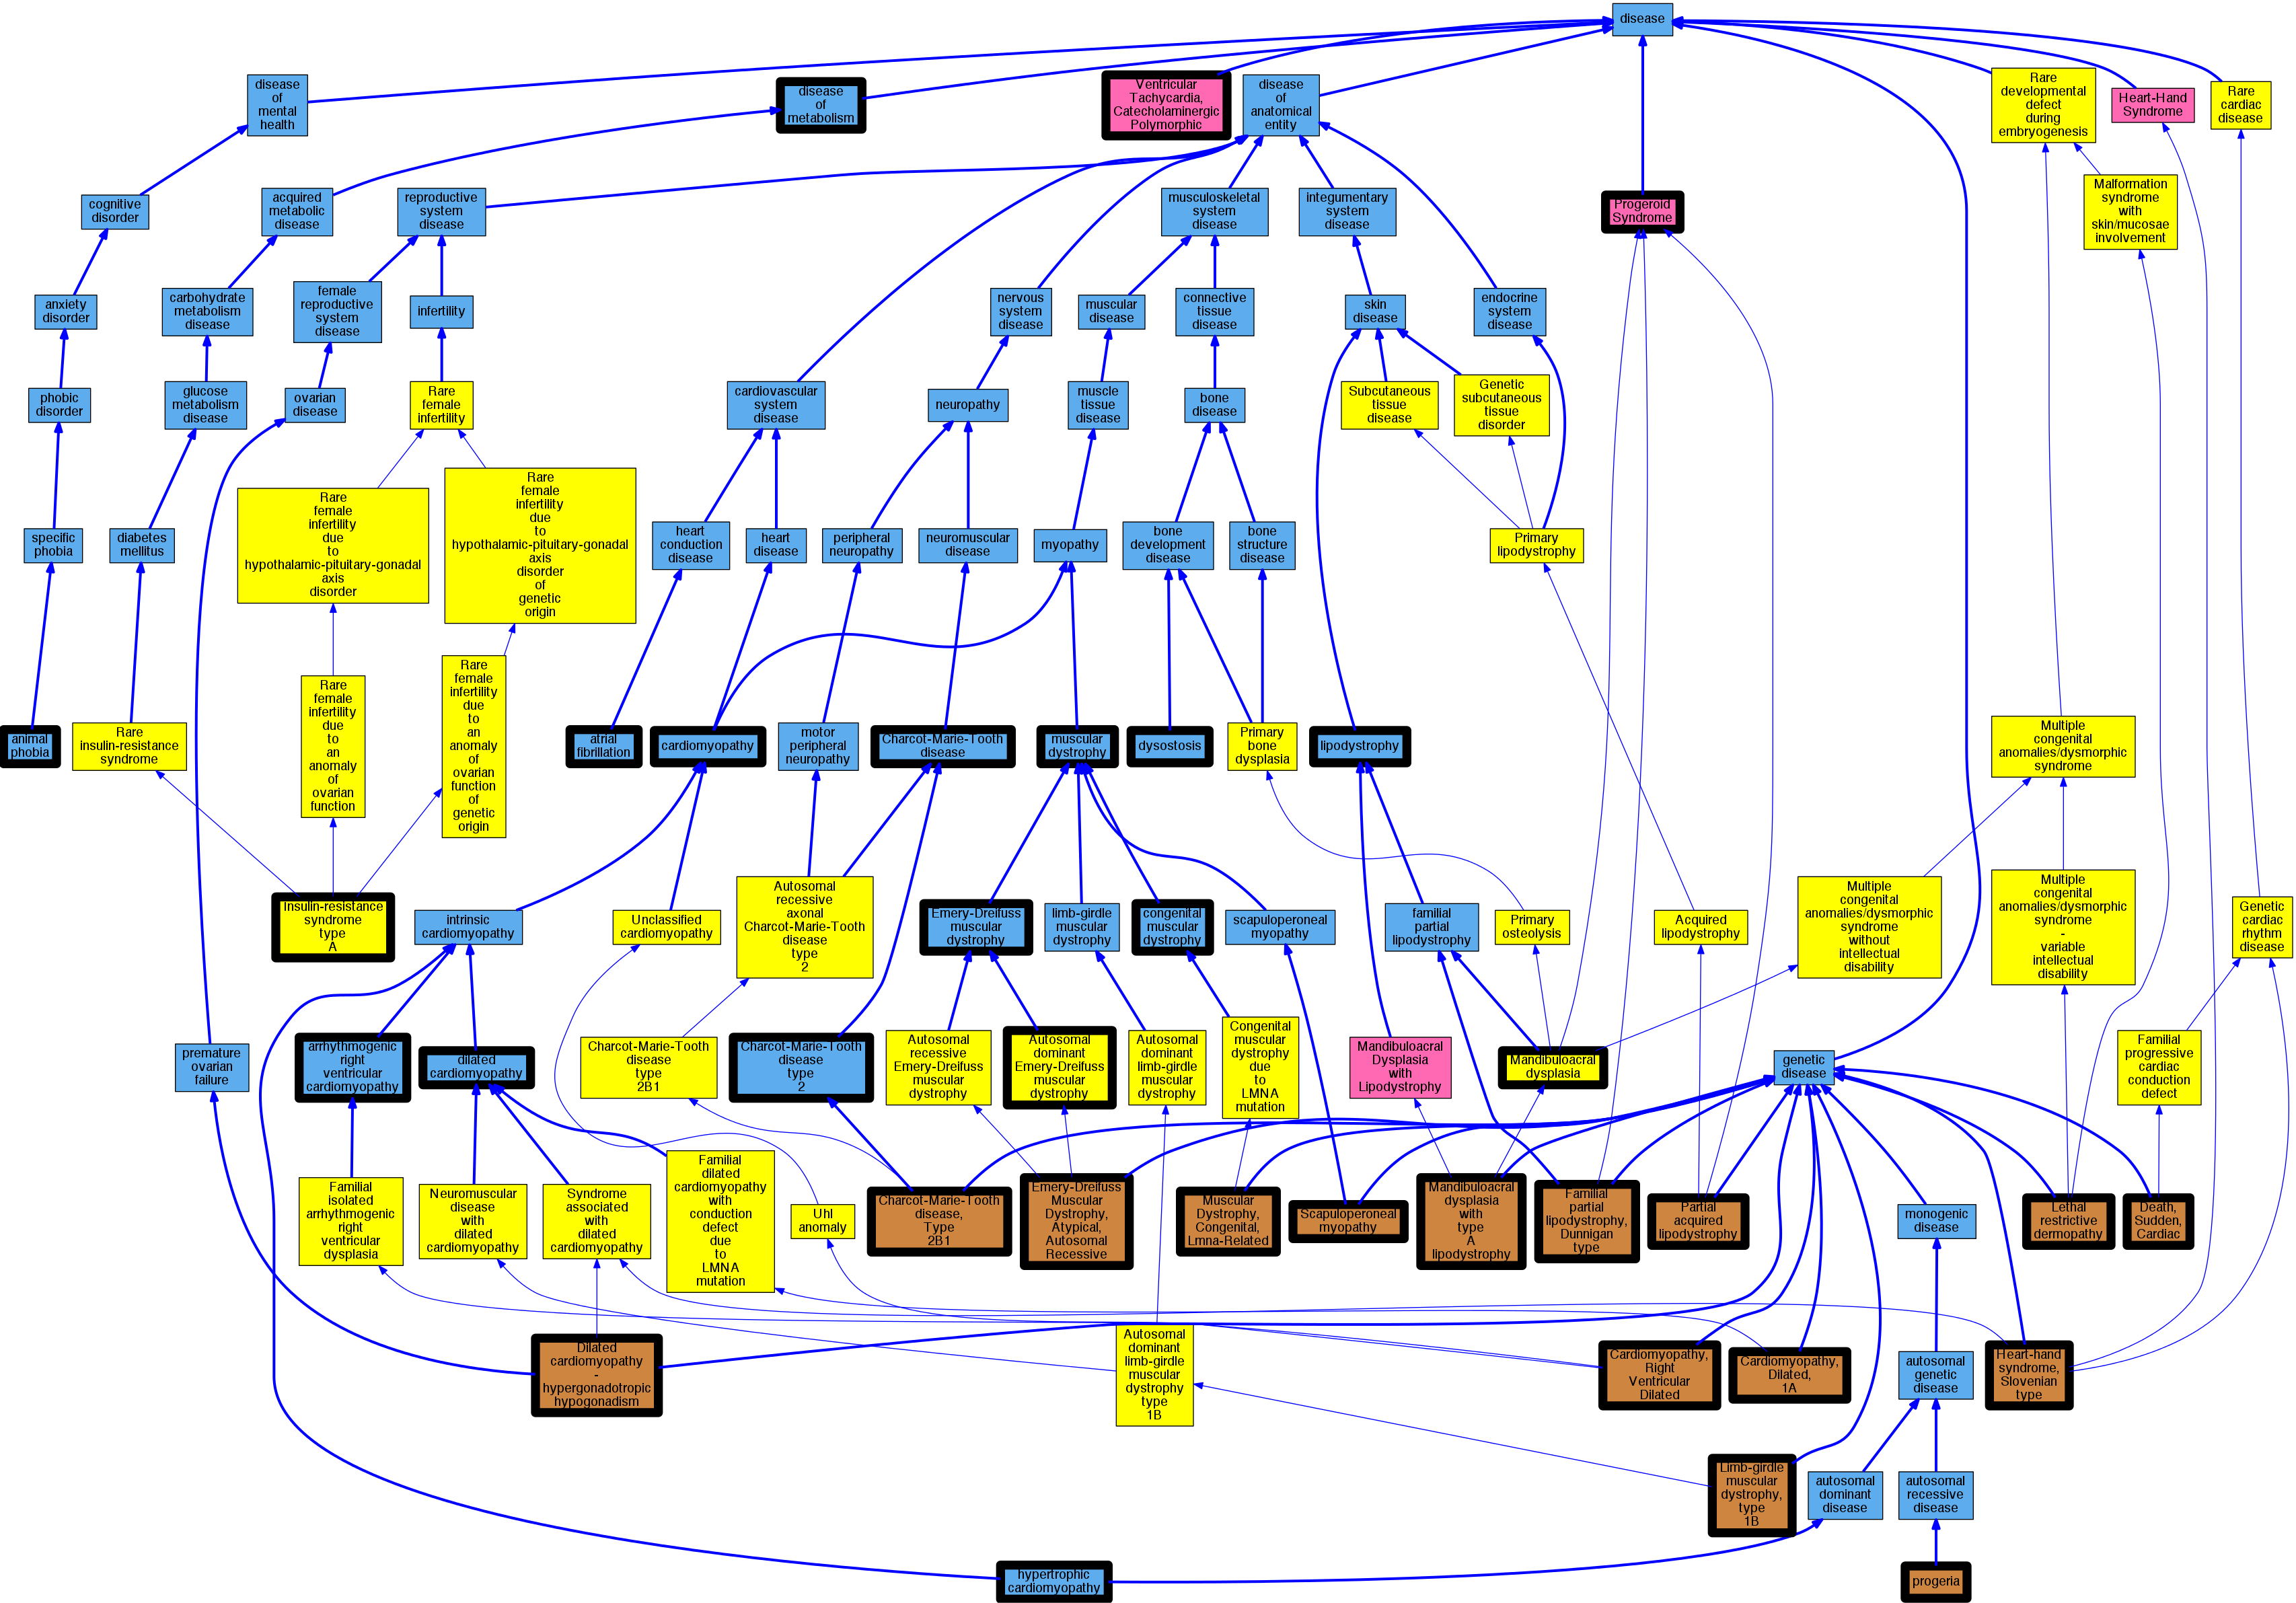 disease
disease
of
mental
health
disease
of
metabolism
Ventricular
Tachycardia,
Catecholaminergic
Polymorphic
disease
of
anatomical
entity
Rare
developmental
defect
during
embryogenesis
Heart-Hand
Syndrome
Rare
cardiac
disease
cognitive
disorder
acquired
metabolic
disease
reproductive
system
disease
musculoskeletal
system
disease
integumentary
system
disease
Progeroid
Syndrome
Malformation
syndrome
with
skin/mucosae
involvement
anxiety
disorder
carbohydrate
metabolism
disease
female
reproductive
system
disease
infertility
nervous
system
disease
muscular
disease
connective
tissue
disease
skin
disease
endocrine
system
disease
phobic
disorder
glucose
metabolism
disease
ovarian
disease
Rare
female
infertility
cardiovascular
system
disease
neuropathy
muscle
tissue
disease
bone
disease
Subcutaneous
tissue
disease
Genetic
subcutaneous
tissue
disorder
specific
phobia
diabetes
mellitus
Rare
female
infertility
due
to
hypothalamic-pituitary-gonadal
axis
disorder
Rare
female
infertility
due
to
hypothalamic-pituitary-gonadal
axis
disorder
of
genetic
origin
heart
conduction
disease
heart
disease
peripheral
neuropathy
neuromuscular
disease
myopathy
bone
development
disease
bone
structure
disease
Primary
lipodystrophy
animal
phobia
Rare
insulin-resistance
syndrome
Rare
female
infertility
due
to
an
anomaly
of
ovarian
function
Rare
female
infertility
due
to
an
anomaly
of
ovarian
function
of
genetic
origin
atrial
fibrillation
cardiomyopathy
motor
peripheral
neuropathy
Charcot-Marie-Tooth
disease
muscular
dystrophy
dysostosis
Primary
bone
dysplasia
lipodystrophy
Multiple
congenital
anomalies/dysmorphic
syndrome
Insulin-resistance
syndrome
type
A
intrinsic
cardiomyopathy
Unclassified
cardiomyopathy
Autosomal
recessive
axonal
Charcot-Marie-Tooth
disease
type
2
Emery-Dreifuss
muscular
dystrophy
limb-girdle
muscular
dystrophy
congenital
muscular
dystrophy
scapuloperoneal
myopathy
familial
partial
lipodystrophy
Primary
osteolysis
Acquired
lipodystrophy
Multiple
congenital
anomalies/dysmorphic
syndrome
without
intellectual
disability
Multiple
congenital
anomalies/dysmorphic
syndrome
-
variable
intellectual
disability
Genetic
cardiac
rhythm
disease
premature
ovarian
failure
arrhythmogenic
right
ventricular
cardiomyopathy
dilated
cardiomyopathy
Charcot-Marie-Tooth
disease
type
2B1
Charcot-Marie-Tooth
disease
type
2
Autosomal
recessive
Emery-Dreifuss
muscular
dystrophy
Autosomal
dominant
Emery-Dreifuss
muscular
dystrophy
Autosomal
dominant
limb-girdle
muscular
dystrophy
Congenital
muscular
dystrophy
due
to
LMNA
mutation
Mandibuloacral
Dysplasia
with
Lipodystrophy
Mandibuloacral
dysplasia
genetic
disease
Familial
progressive
cardiac
conduction
defect
Familial
isolated
arrhythmogenic
right
ventricular
dysplasia
Neuromuscular
disease
with
dilated
cardiomyopathy
Syndrome
associated
with
dilated
cardiomyopathy
Familial
dilated
cardiomyopathy
with
conduction
defect
due
to
LMNA
mutation
Uhl
anomaly
Charcot-Marie-Tooth
disease,
Type
2B1
Emery-Dreifuss
Muscular
Dystrophy,
Atypical,
Autosomal
Recessive
Muscular
Dystrophy,
Congenital,
Lmna-Related
Scapuloperoneal
myopathy
Mandibuloacral
dysplasia
with
type
A
lipodystrophy
Familial
partial
lipodystrophy,
Dunnigan
type
Partial
acquired
lipodystrophy
monogenic
disease
Lethal
restrictive
dermopathy
Death,
Sudden,
Cardiac
Dilated
cardiomyopathy
-
hypergonadotropic
hypogonadism
Autosomal
dominant
limb-girdle
muscular
dystrophy
type
1B
Cardiomyopathy,
Right
Ventricular
Dilated
Cardiomyopathy,
Dilated,
1A
autosomal
genetic
disease
Heart-hand
syndrome,
Slovenian
type
Limb-girdle
muscular
dystrophy,
type
1B
autosomal
dominant
disease
autosomal
recessive
disease
hypertrophic
cardiomyopathy
progeria